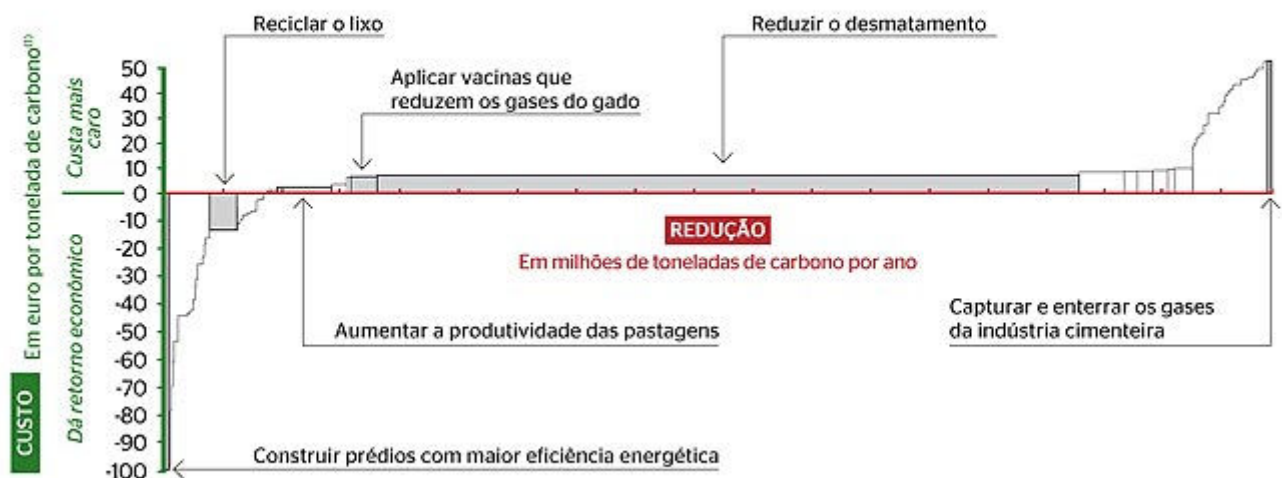 CUSTO Em euro por tonelada de carbono(1)
Custa mais
caro
Dá retorno econômico
50
40
30
20
10
0
-10
-20
-30
-40
-50
-60
-70
-80
-90
-100
Reciclar o lixo
Reduzir o desmatamento
Aplicar vacinas que
reduzem os gases do gado
REDUÇÃO
Em milhões de toneladas de carbono por ano
Aumentar a produtividade das pastagens
Capturar e enterrar os gases
da indústria cimenteira
Construir prédios com maior eficiência energética